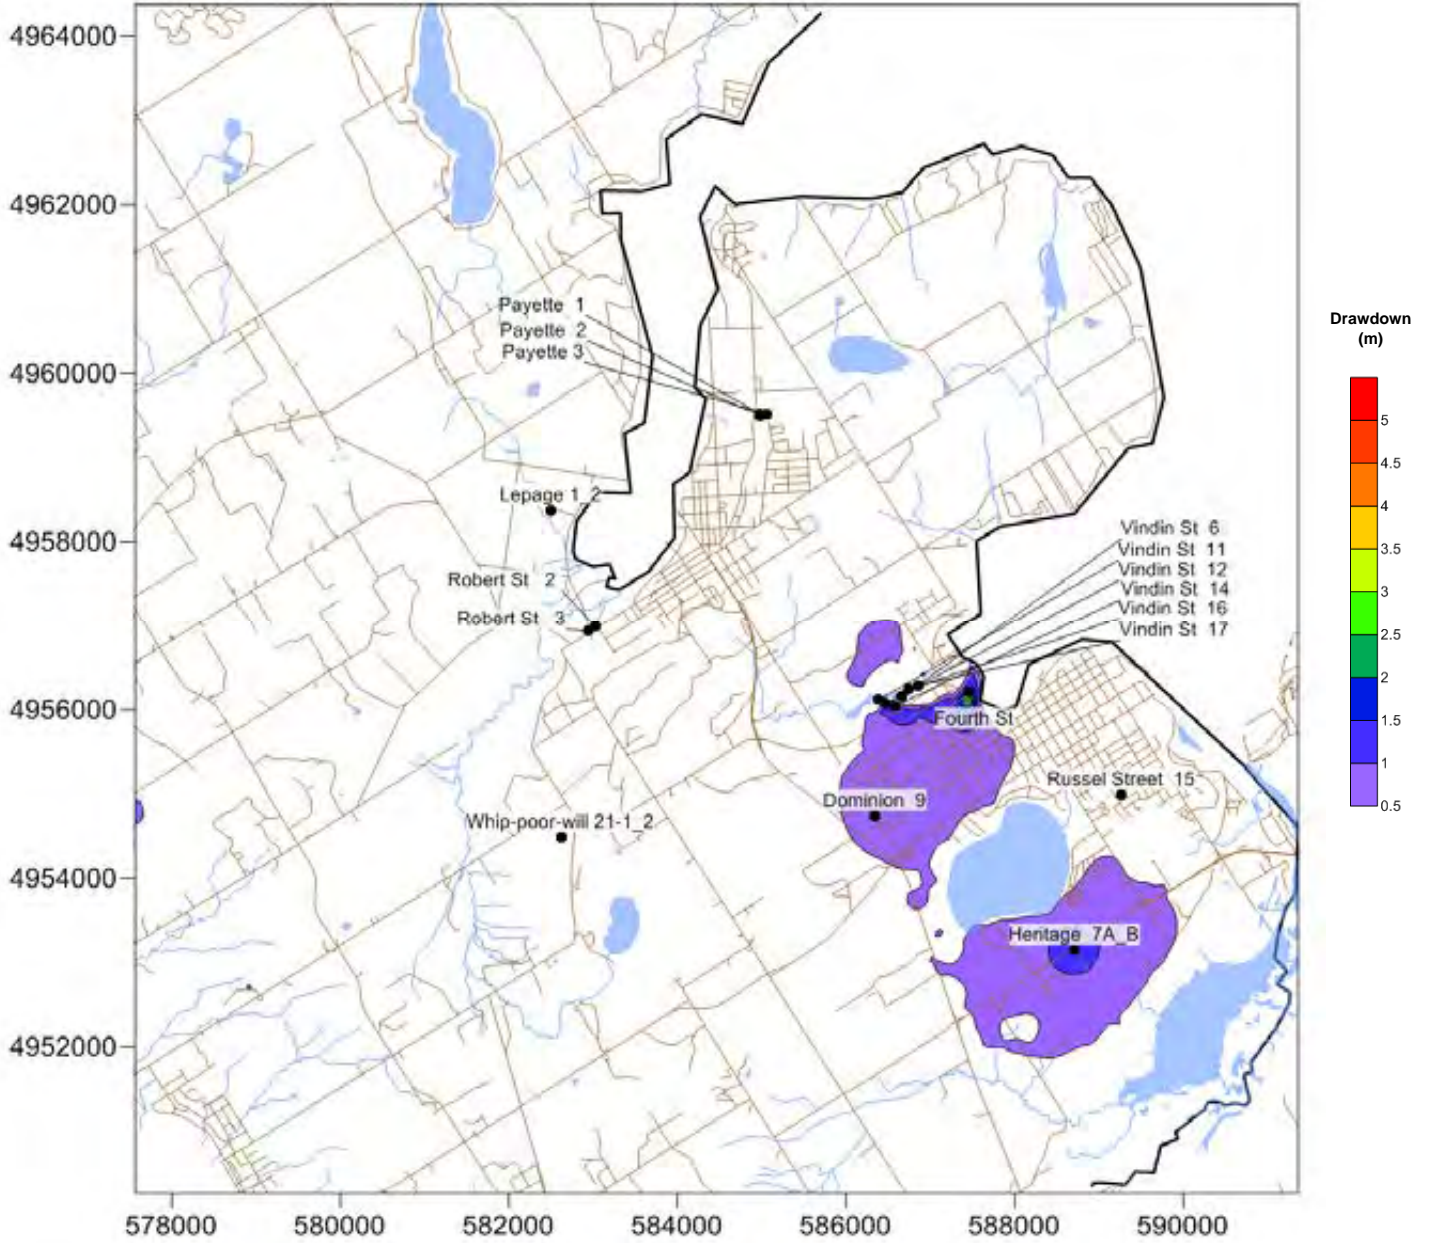 4964000
4962000
4960000
4958000
4956000
4954000
4952000
578000
580000
582000
584000
586000
588000
590000
Payette 1
Payette 2
Payette 3
Lepage 1_2
Robert St 2
Robert St 3
Vindin St 6
Vindin St 11
Vindin St 12
Vindin St 14
Vindin St 16
Vindin St 17
Fourth St
Russel Street 15
Dominion 9
Whip-poor-will 21-1_2
Heritage 7A_B
Drawdown
(m)
5
4.5
4
3.5
3
2.5
2
1.5
1
0.5